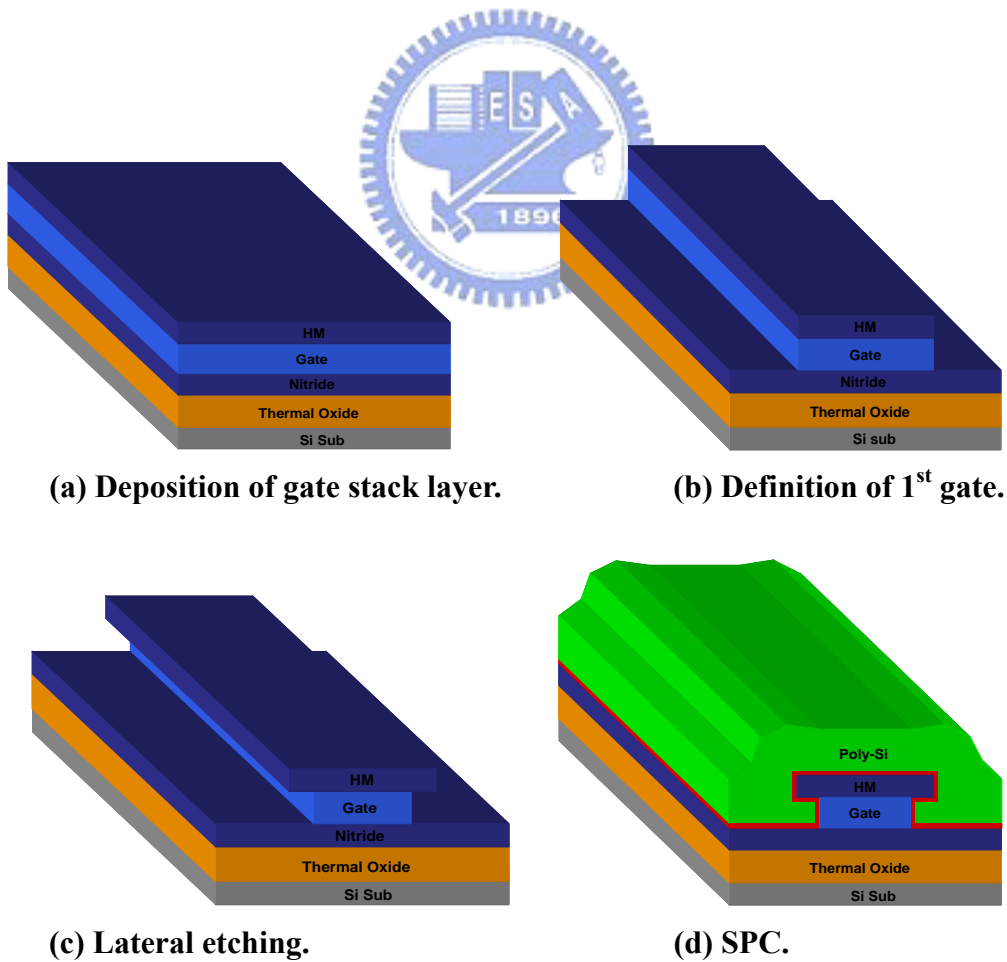 E S A
1896
HM
Gate
Nitride
Thermal Oxide
Si Sub
HM
Gate
Nitride
Thermal Oxide
Si sub
(a) Deposition of gate stack layer.
(b) Definition of 1st gate.
HM
Gate
Nitride
Thermal Oxide
Si Sub
Poly-Si
HM
Gate
Thermal Oxide
Si Sub
(c) Lateral etching.
(d) SPC.